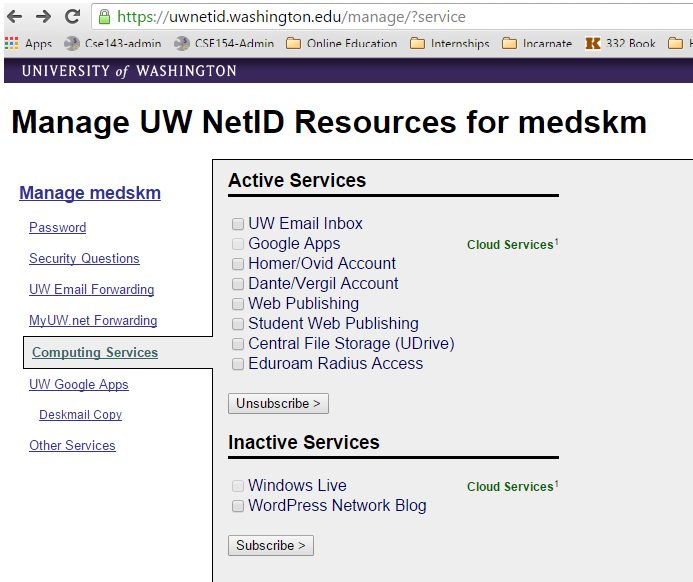 https://uwnetid.washington.edu/manage/?service
Apps Cse143-admin CSE154-Admin Online Education Internships Incarnate K 332 Book
UNIVERSITY of WASHINGTON
Manage UW NetID Resources for medskm
Manage medskm
Password
Security Questions
UW Email Forwarding
MyUW.net Forwarding
Computing Services
UW Google Apps
Deskmail Copy
Other Services
Active Services
UW Email Inbox
Google Apps Cloud Services1
Homer/Ovid Account
Dante/Vergil Account
Web Publishing
Student Web Publishing
Central File Storage (UDrive)
Eduroam Radius Access
Unsubscribe >
Inactive Services
Windows Live Cloud Services1
WordPress Network Blog
Subscribe >